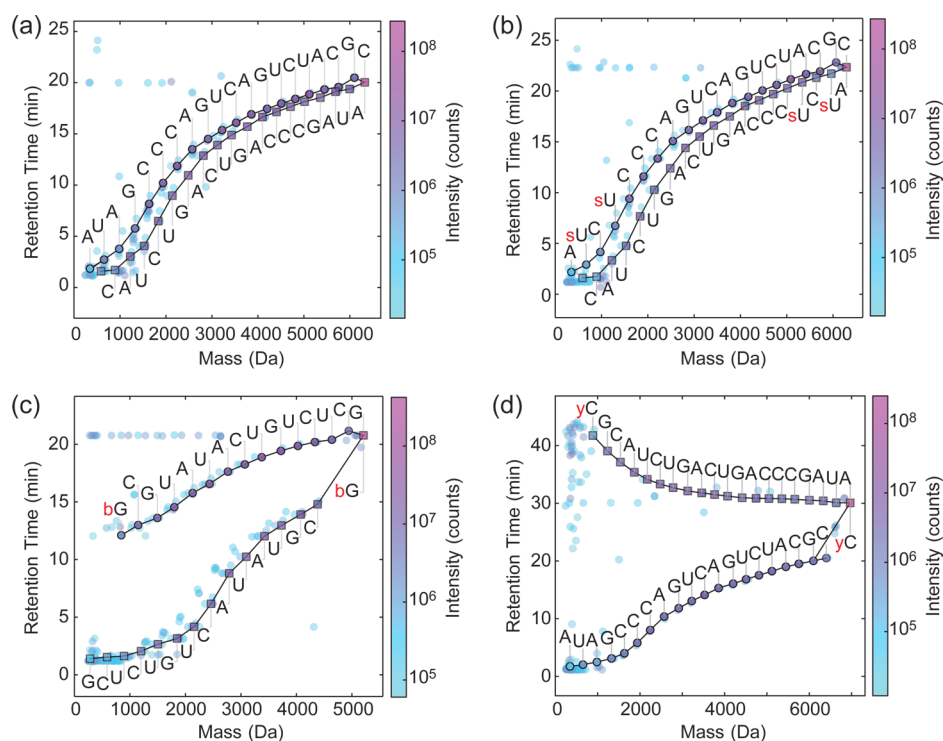 (a)
25
20
15
10
5
0
Retention Time (min)
AUAGCCCAGUCAGUCUACGC
CAUCUGACUGACCCGAUA
0 1000 2000 3000 4000 5000 6000
Mass (Da)
10^8
10^7
10^6
10^5
Intensity (counts)
(b)
25
20
15
10
5
0
Retention Time (min)
AsUCsUCCAGUCAGUCUACGC
CAUCUGACUGACCCsUCsUA
0 1000 2000 3000 4000 5000 6000
Mass (Da)
10^8
10^7
10^6
10^5
Intensity (counts)
(c)
20
15
10
5
0
Retention Time (min)
bGCGUAUACUGUCUCG
GCUCUGUCAUAUGCbG
0 1000 2000 3000 4000 5000
Mass (Da)
10^8
10^7
10^6
10^5
Intensity (counts)
(d)
40
30
20
10
0
Retention Time (min)
yCGCAUCUGACUGACCCGAUA
AUAGCCCAGUCAGUCUACGCyC
0 2000 4000 6000
Mass (Da)
10^8
10^7
10^6
10^5
Intensity (counts)